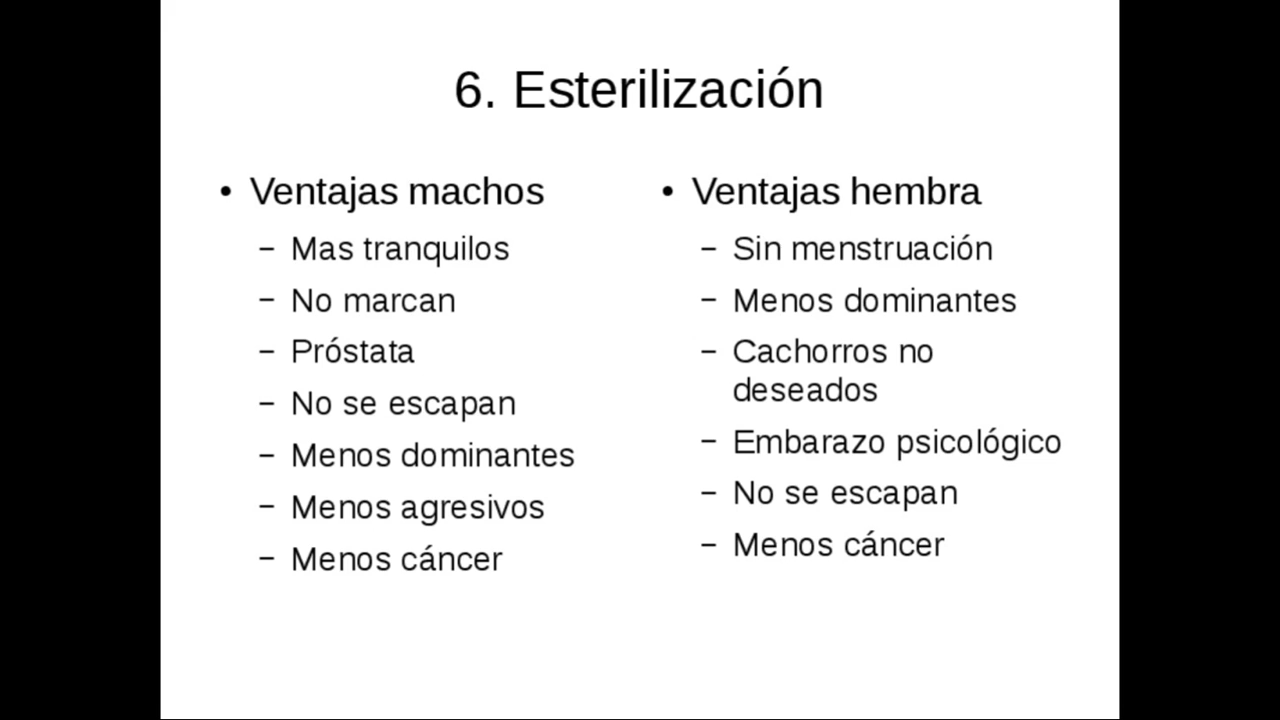 6. Esterilización
• Ventajas machos
– Mas tranquilos
– No marcan
– Próstata
– No se escapan
– Menos dominantes
– Menos agresivos
– Menos cáncer
• Ventajas hembra
– Sin menstruación
– Menos dominantes
– Cachorros no
deseados
– Embarazo psicológico
– No se escapan
– Menos cáncer